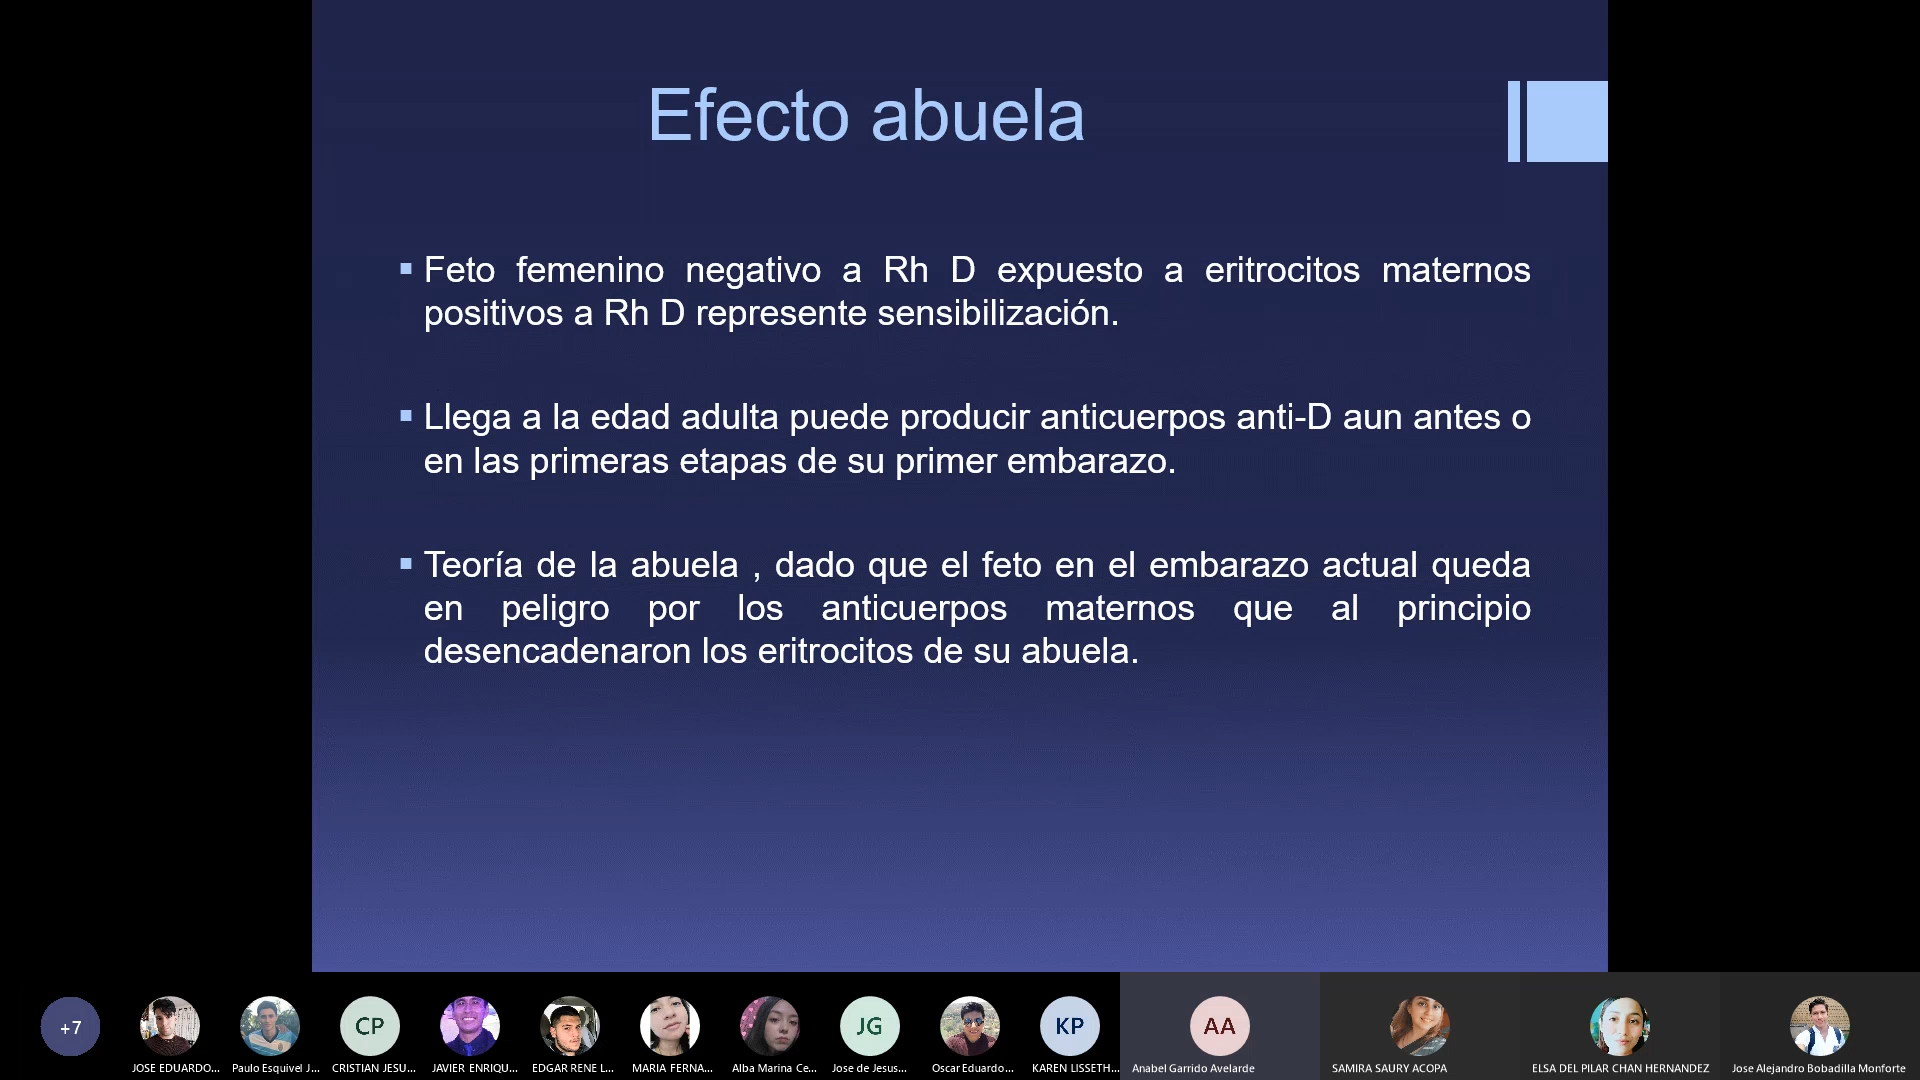 Efecto abuela
▪ Feto femenino negativo a Rh D expuesto a eritrocitos maternos
positivos a Rh D represente sensibilización.
▪ Llega a la edad adulta puede producir anticuerpos anti-D aun antes o
en las primeras etapas de su primer embarazo.
▪ Teoría de la abuela , dado que el feto en el embarazo actual queda
en peligro por los anticuerpos maternos que al principio
desencadenaron los eritrocitos de su abuela.
+7
CP
JG
KP
AA
JOSE EDUARDO...
Paulo Esquivel J...
CRISTIAN JESU...
JAVIER ENRIQU...
EDGAR RENE L...
MARIA FERNA...
Alba Marina Ce...
Jose de Jesus...
Oscar Eduardo...
KAREN LISSETH...
Anabel Garrido Avelarde
SAMIRA SAURY ACOPA
ELSA DEL PILAR CHAN HERNANDEZ
Jose Alejandro Bobadilla Monforte